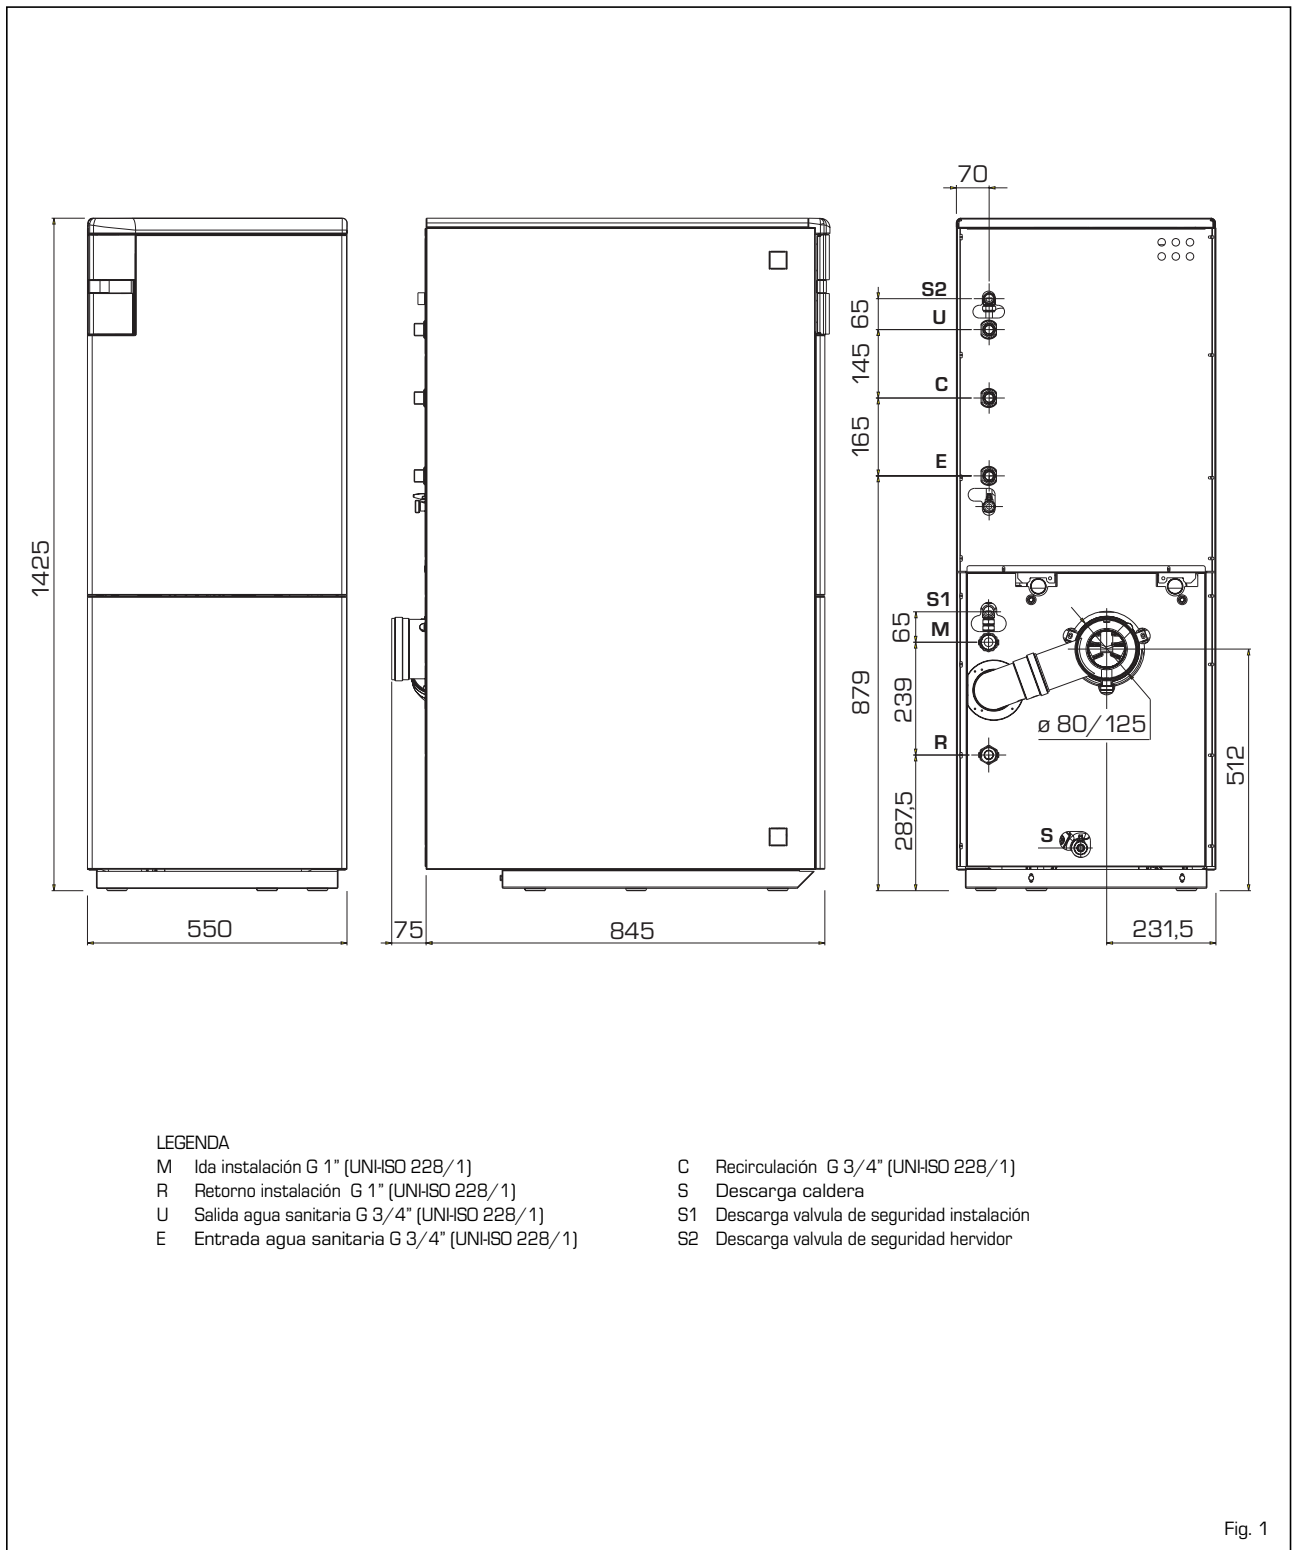 70
S2
65
U
145
C
165
E
1425
S1
65
M
879
239
ø 80/125
R
512
287,5
S
550
75
845
231,5
LEGENDA
M Ida instalación G 1” (UNI-ISO 228/1)
R Retorno instalación G 1” (UNI-ISO 228/1)
U Salida agua sanitaria G 3/4” (UNI-ISO 228/1)
E Entrada agua sanitaria G 3/4” (UNI-ISO 228/1)
C Recirculación G 3/4” (UNI-ISO 228/1)
S Descarga caldera
S1 Descarga valvula de seguridad instalación
S2 Descarga valvula de seguridad hervidor
Fig. 1